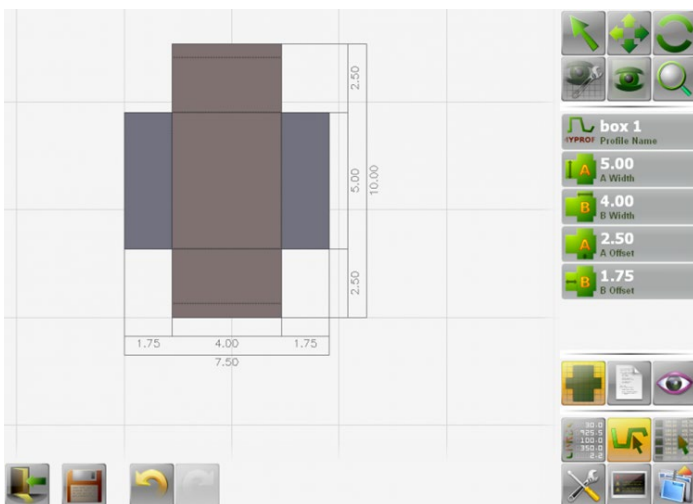 2.50
5.00
10.00
2.50
1.75 4.00 1.75
7.50
box 1
Profile Name
A
5.00
A Width
B
4.00
B Width
A
2.50
A Offset
B
1.75
B Offset